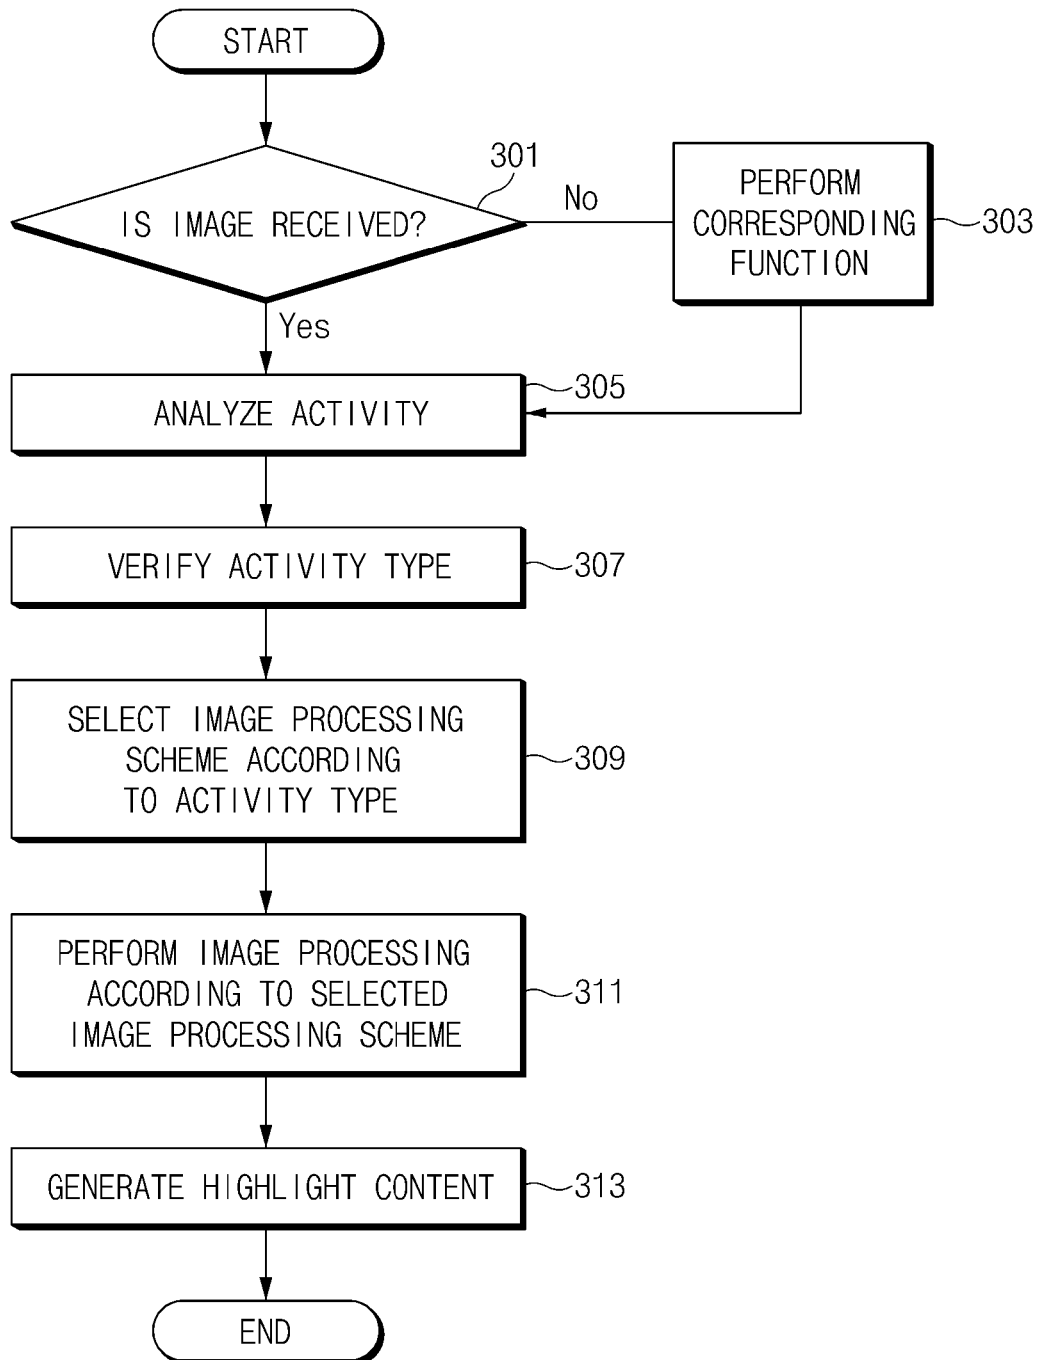 START
301
IS IMAGE RECEIVED?
No
PERFORM
CORRESPONDING
FUNCTION
303
Yes
305
ANALYZE ACTIVITY
VERIFY ACTIVITY TYPE
307
SELECT IMAGE PROCESSING
SCHEME ACCORDING
TO ACTIVITY TYPE
309
PERFORM IMAGE PROCESSING
ACCORDING TO SELECTED
IMAGE PROCESSING SCHEME
311
GENERATE HIGHLIGHT CONTENT
313
END